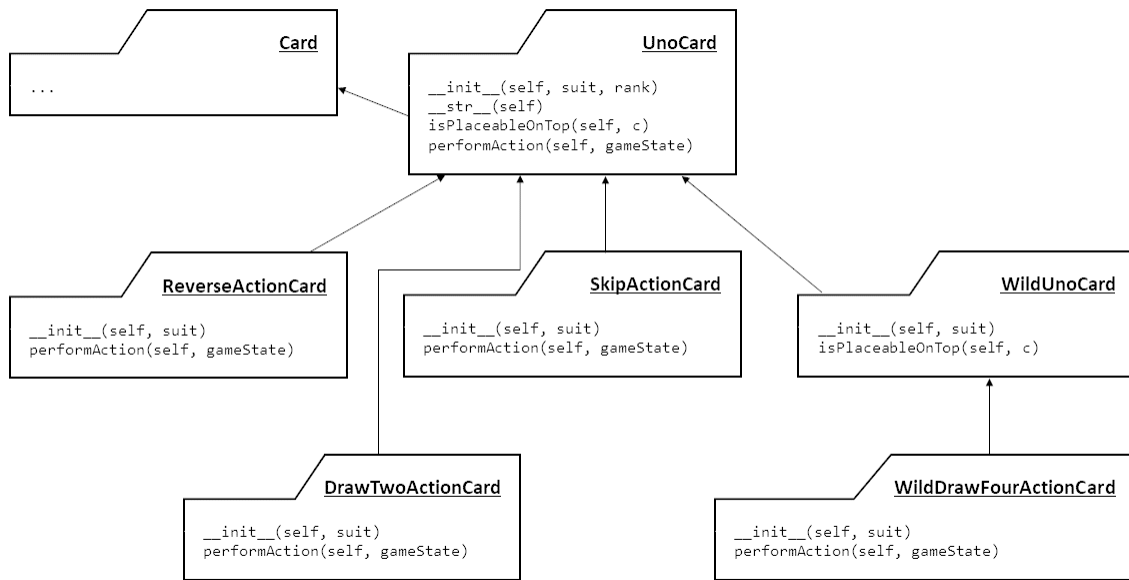 Card
...
UnoCard
__init__(self, suit, rank)
__str__(self)
isPlaceableOnTop(self, c)
performAction(self, gameState)
ReverseActionCard
__init__(self, suit)
performAction(self, gameState)
SkipActionCard
__init__(self, suit)
performAction(self, gameState)
WildUnoCard
__init__(self, suit)
isPlaceableOnTop(self, c)
DrawTwoActionCard
__init__(self, suit)
performAction(self, gameState)
WildDrawFourActionCard
__init__(self, suit)
performAction(self, gameState)